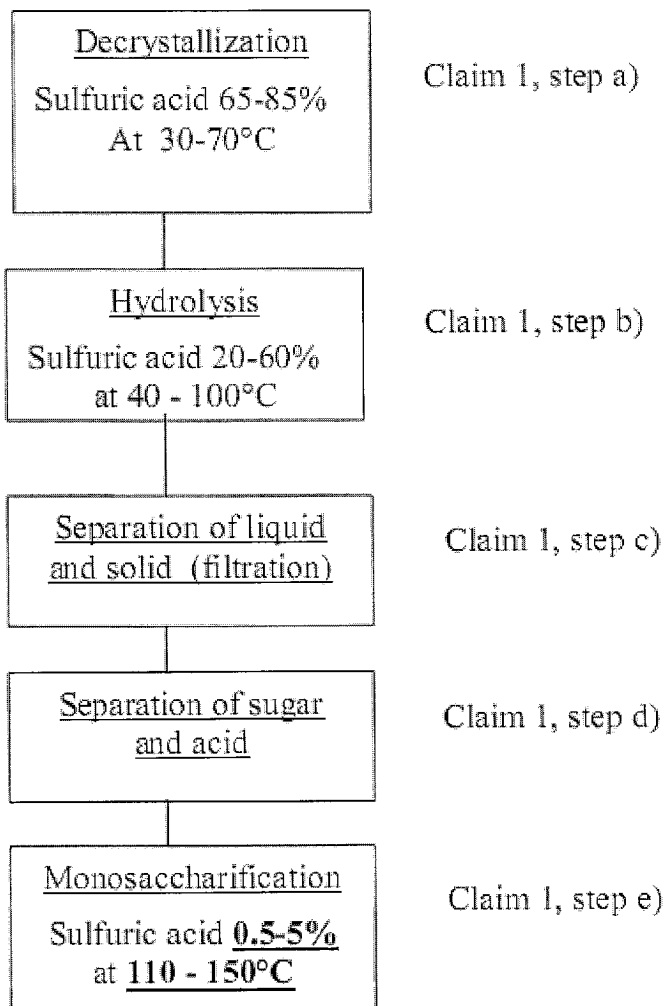 Decrystallization
Sulfuric acid 65-85%
At 30-70°C
Claim 1, step a)
Hydrolysis
Sulfuric acid 20-60%
at 40 - 100°C
Claim 1, step b)
Separation of liquid
and solid (filtration)
Claim 1, step c)
Separation of sugar
and acid
Claim 1, step d)
Monosaccharification
Sulfuric acid 0.5-5%
at 110 - 150°C
Claim 1, step e)